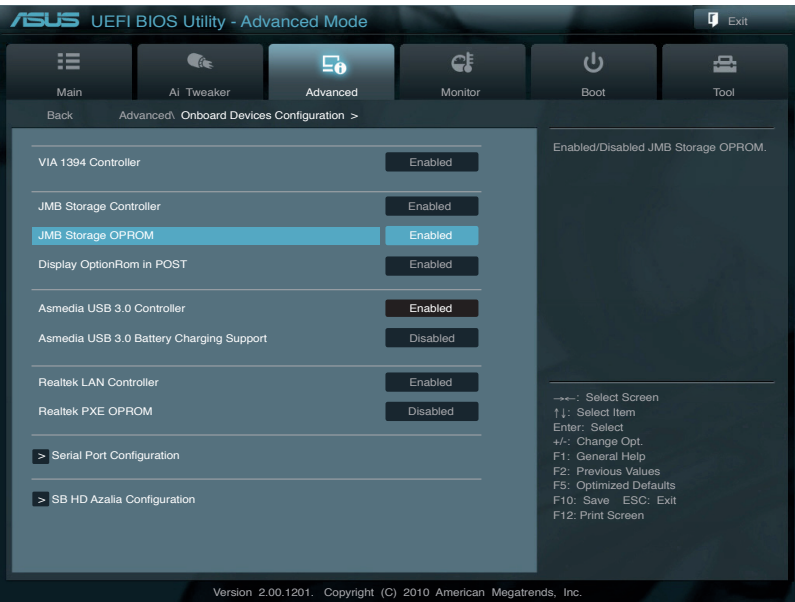 ASUS UEFI BIOS Utility - Advanced Mode
Exit
Main Ai Tweaker Advanced Monitor Boot Tool
Back Advanced\ Onboard Devices Configuration >
Enabled/Disabled JMB Storage OPROM.
VIA 1394 Controller Enabled
JMB Storage Controller Enabled
JMB Storage OPROM Enabled
Display OptionRom in POST Enabled
Asmedia USB 3.0 Controller Enabled
Asmedia USB 3.0 Battery Charging Support Disabled
Realtek LAN Controller Enabled
Realtek PXE OPROM Disabled
> Serial Port Configuration
> SB HD Azalia Configuration
→←: Select Screen
↑↓: Select Item
Enter: Select
+/-: Change Opt.
F1: General Help
F2: Previous Values
F5: Optimized Defaults
F10: Save ESC: Exit
F12: Print Screen
Version 2.00.1201. Copyright (C) 2010 American Megatrends, Inc.